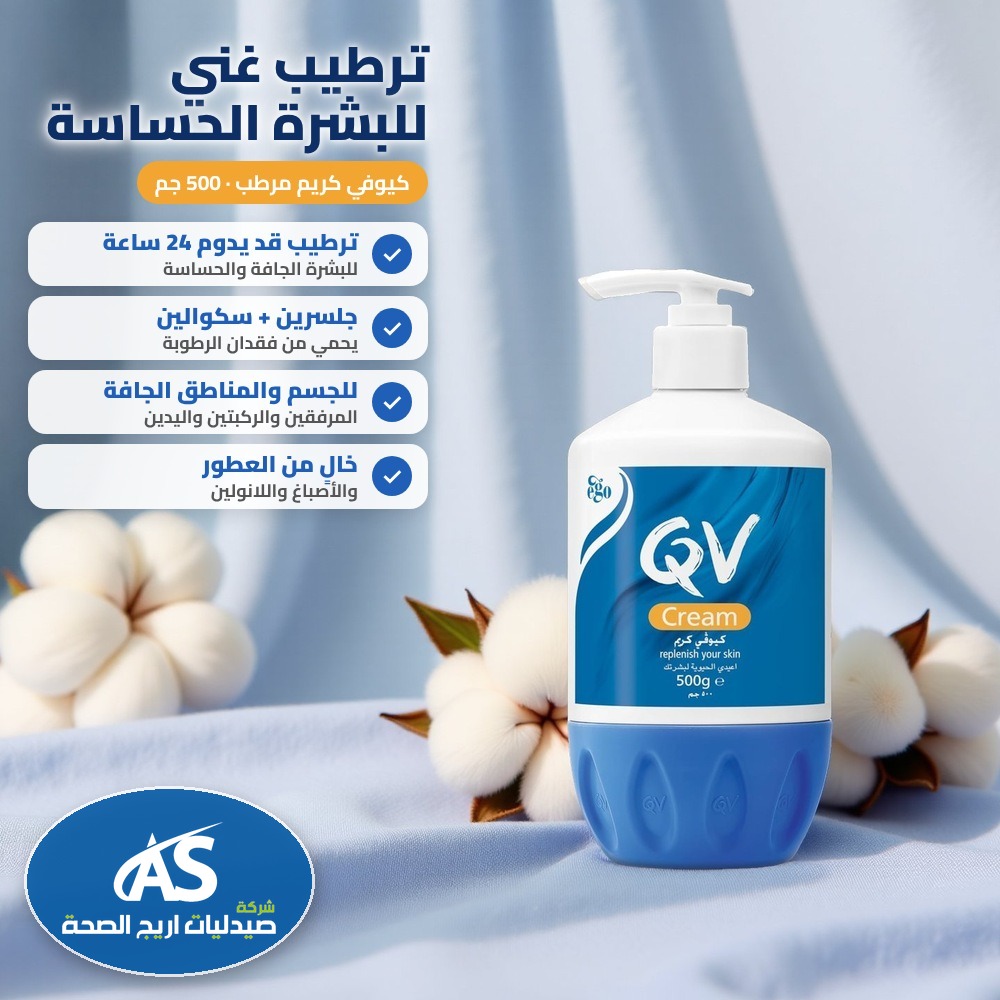 ترطيب غني
للبشرة الحساسة
كيوفي كريم مرطب · 500 جم
ترطيب قد يدوم 24 ساعة
للبشرة الجافة والحساسة
جلسرين + سكوالين
يحمي من فقدان الرطوبة
للجسم والمناطق الجافة
المرفقين والركبتين واليدين
خالٍ من العطور
والأصباغ واللانولين
ego
QV
Cream
كيوڤي كريم
replenish your skin
اعيدي الحيوية لبشرتك
500g ℮
٥٠٠ جم
QV QV
AS
شركة
صيدليات اريج الصحة